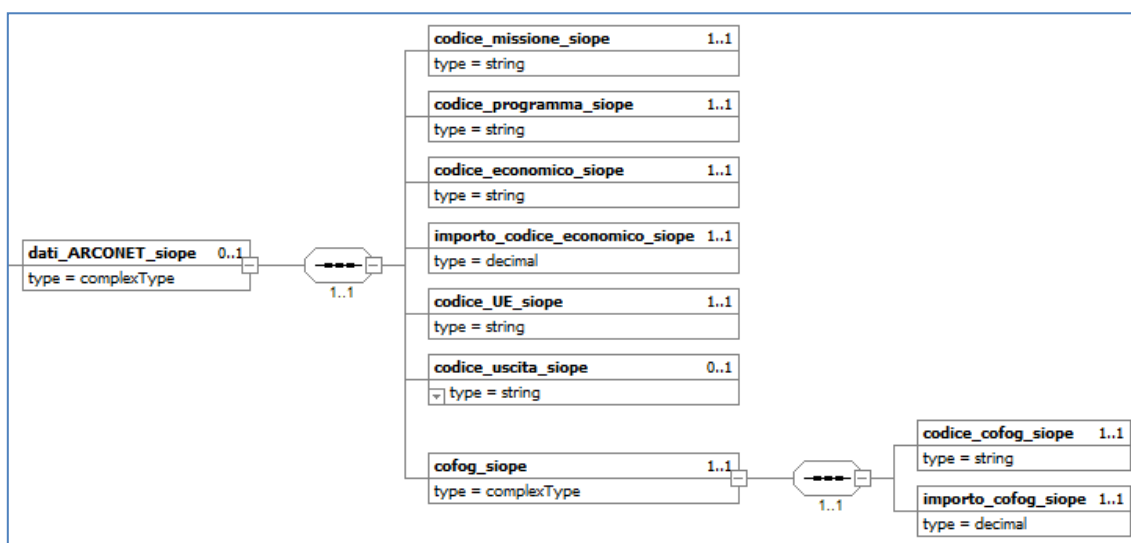 codice_missione_siope 1..1
type = string
codice_programma_siope 1..1
type = string
codice_economico_siope 1..1
type = string
importo_codice_economico_siope 1..1
type = decimal
dati_ARCONET_siope 0..1
type = complexType
1..1
codice_UE_siope 1..1
type = string
codice_uscita_siope 0..1
type = string
cofog_siope 1..1
type = complexType
1..1
codice_cofog_siope 1..1
type = string
importo_cofog_siope 1..1
type = decimal